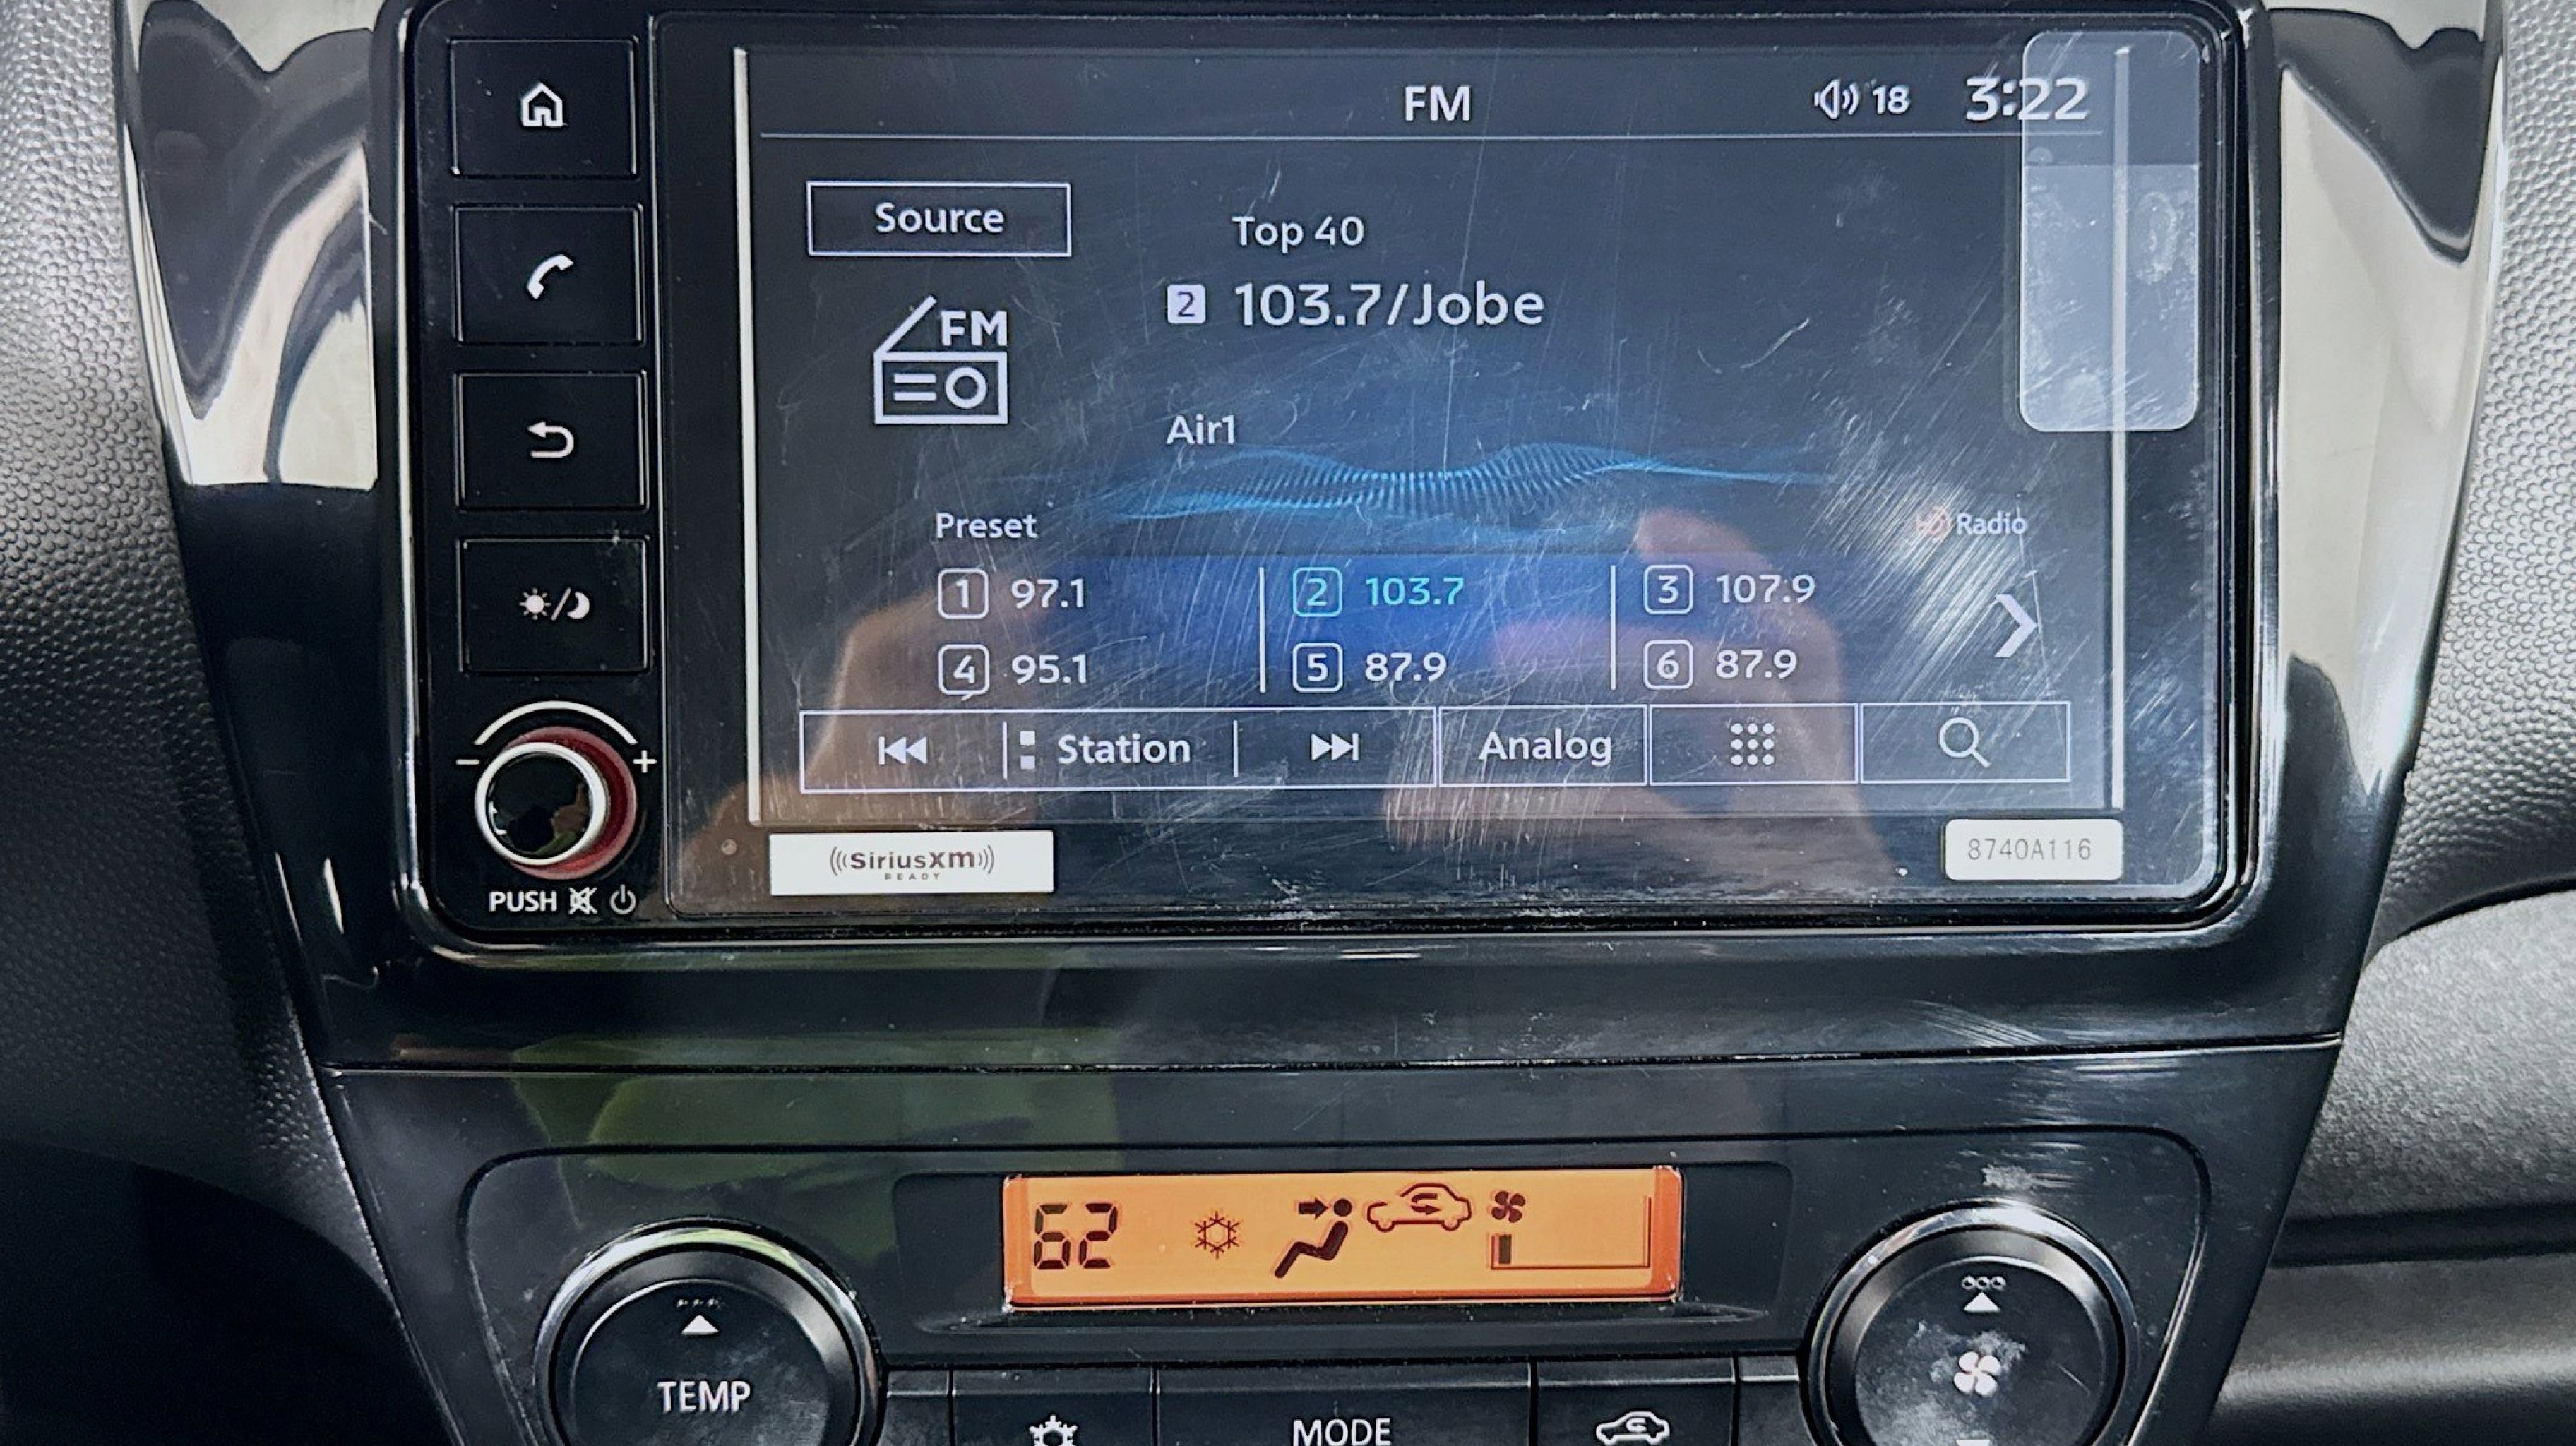 FM 18 3:22
Source
Top 40
2 103.7/Jobe
FM
Air1
Preset
Radio
1 97.1 2 103.7 3 107.9
4 95.1 5 87.9 6 87.9
Station Analog
- +
SiriusXm
READY
8740A116
PUSH
62
TEMP
MODE